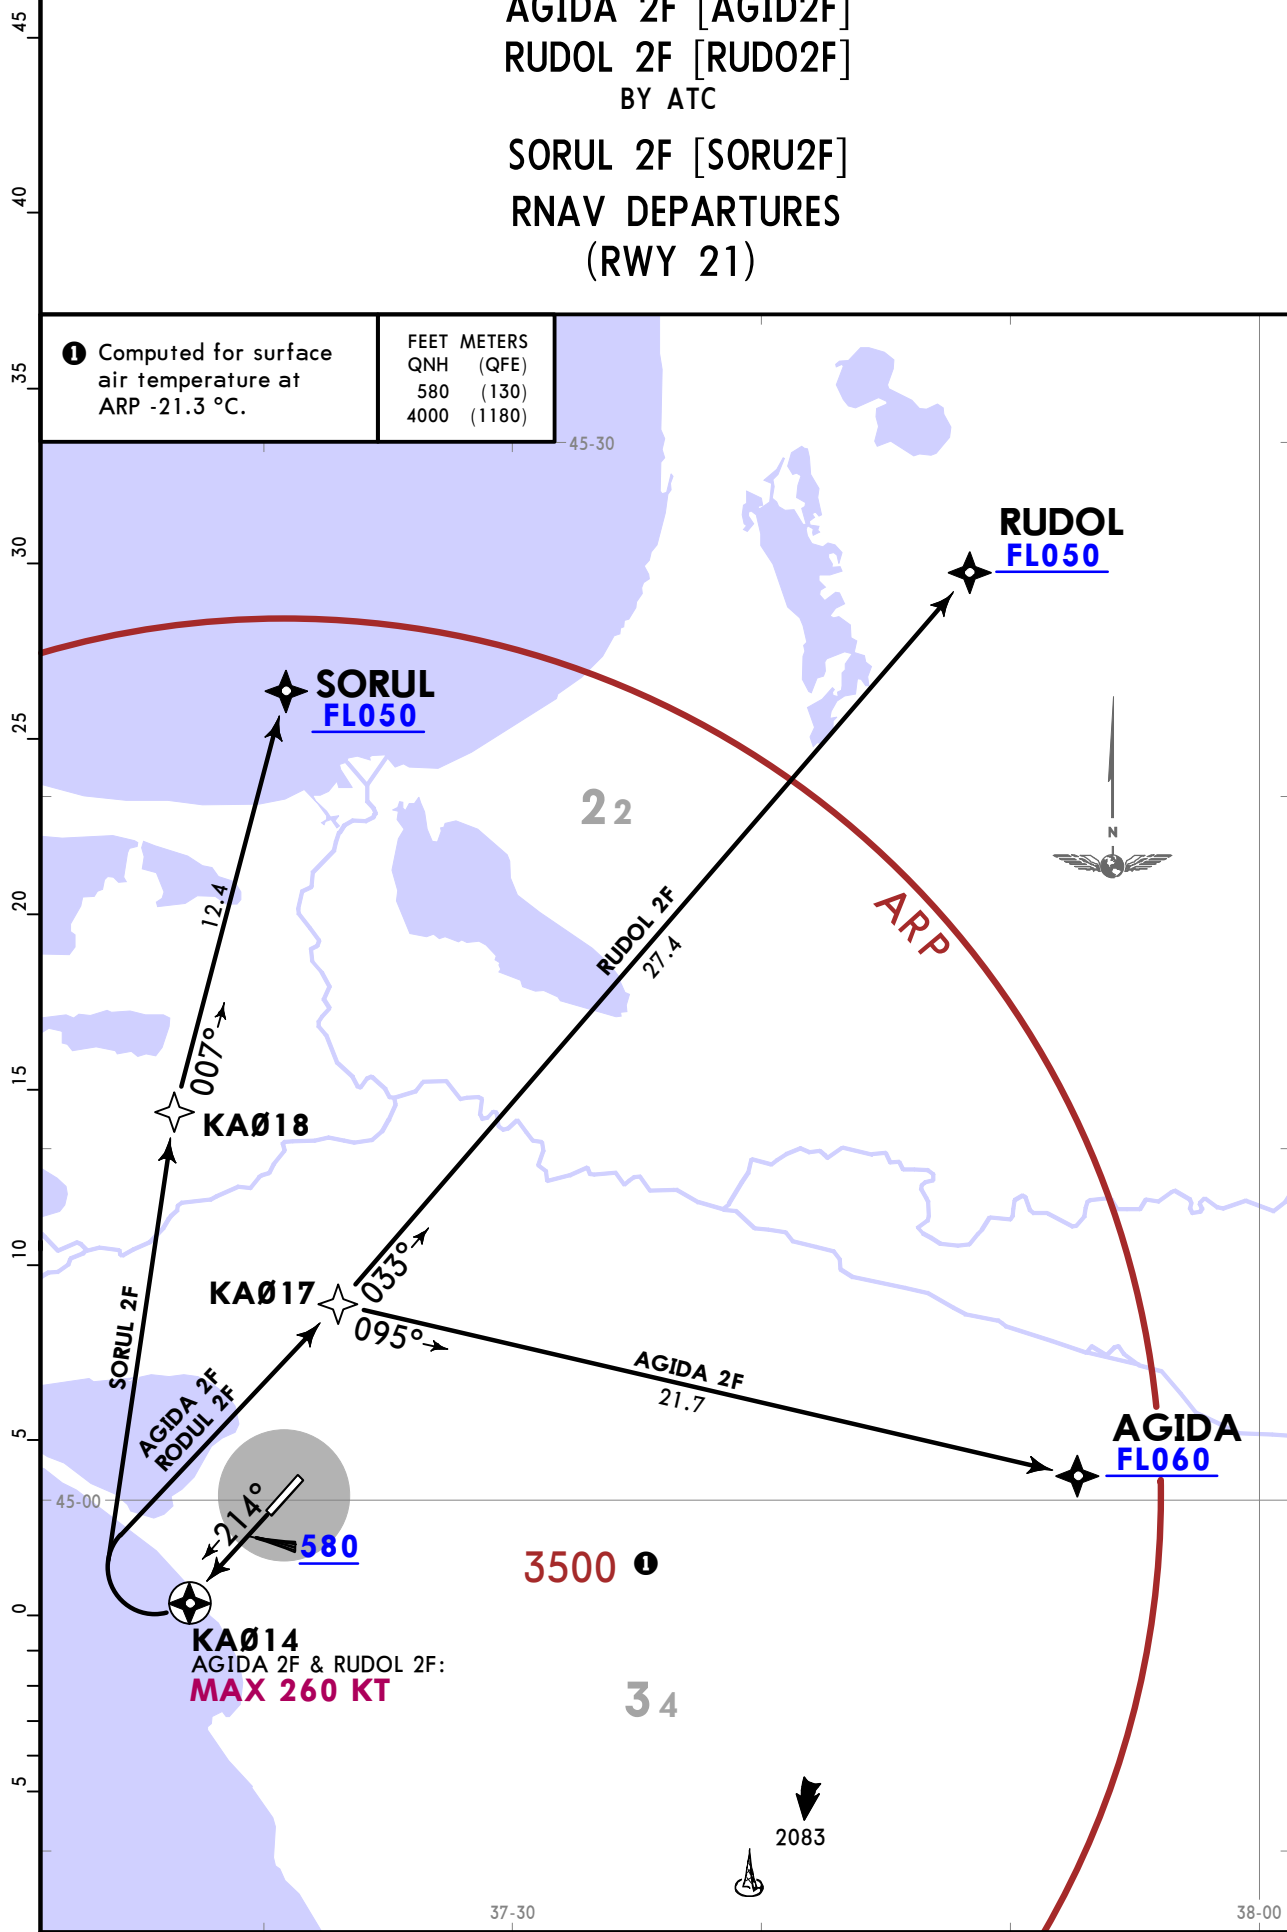 AGIDA 2F [AGID2F]
RUDOL 2F [RUDO2F]
BY ATC
SORUL 2F [SORU2F]
RNAV DEPARTURES
(RWY 21)
1 Computed for surface
air temperature at
ARP -21.3 °C.
FEET METERS
QNH (QFE)
580 (130)
4000 (1180)
45
40
35
30
25
20
15
10
5
0
5
45-30
RUDOL
FL050
SORUL
FL050
22
N
12.4
RUDOL 2F
27.4
ARP
007°
KAØ18
033°
KAØ17
095°
SORUL 2F
AGIDA 2F
21.7
AGIDA 2F
RODUL 2F
AGIDA
FL060
45-00
214°
580
3500 1
KAØ14
AGIDA 2F & RUDOL 2F:
MAX 260 KT
34
2083
37-30
38-00